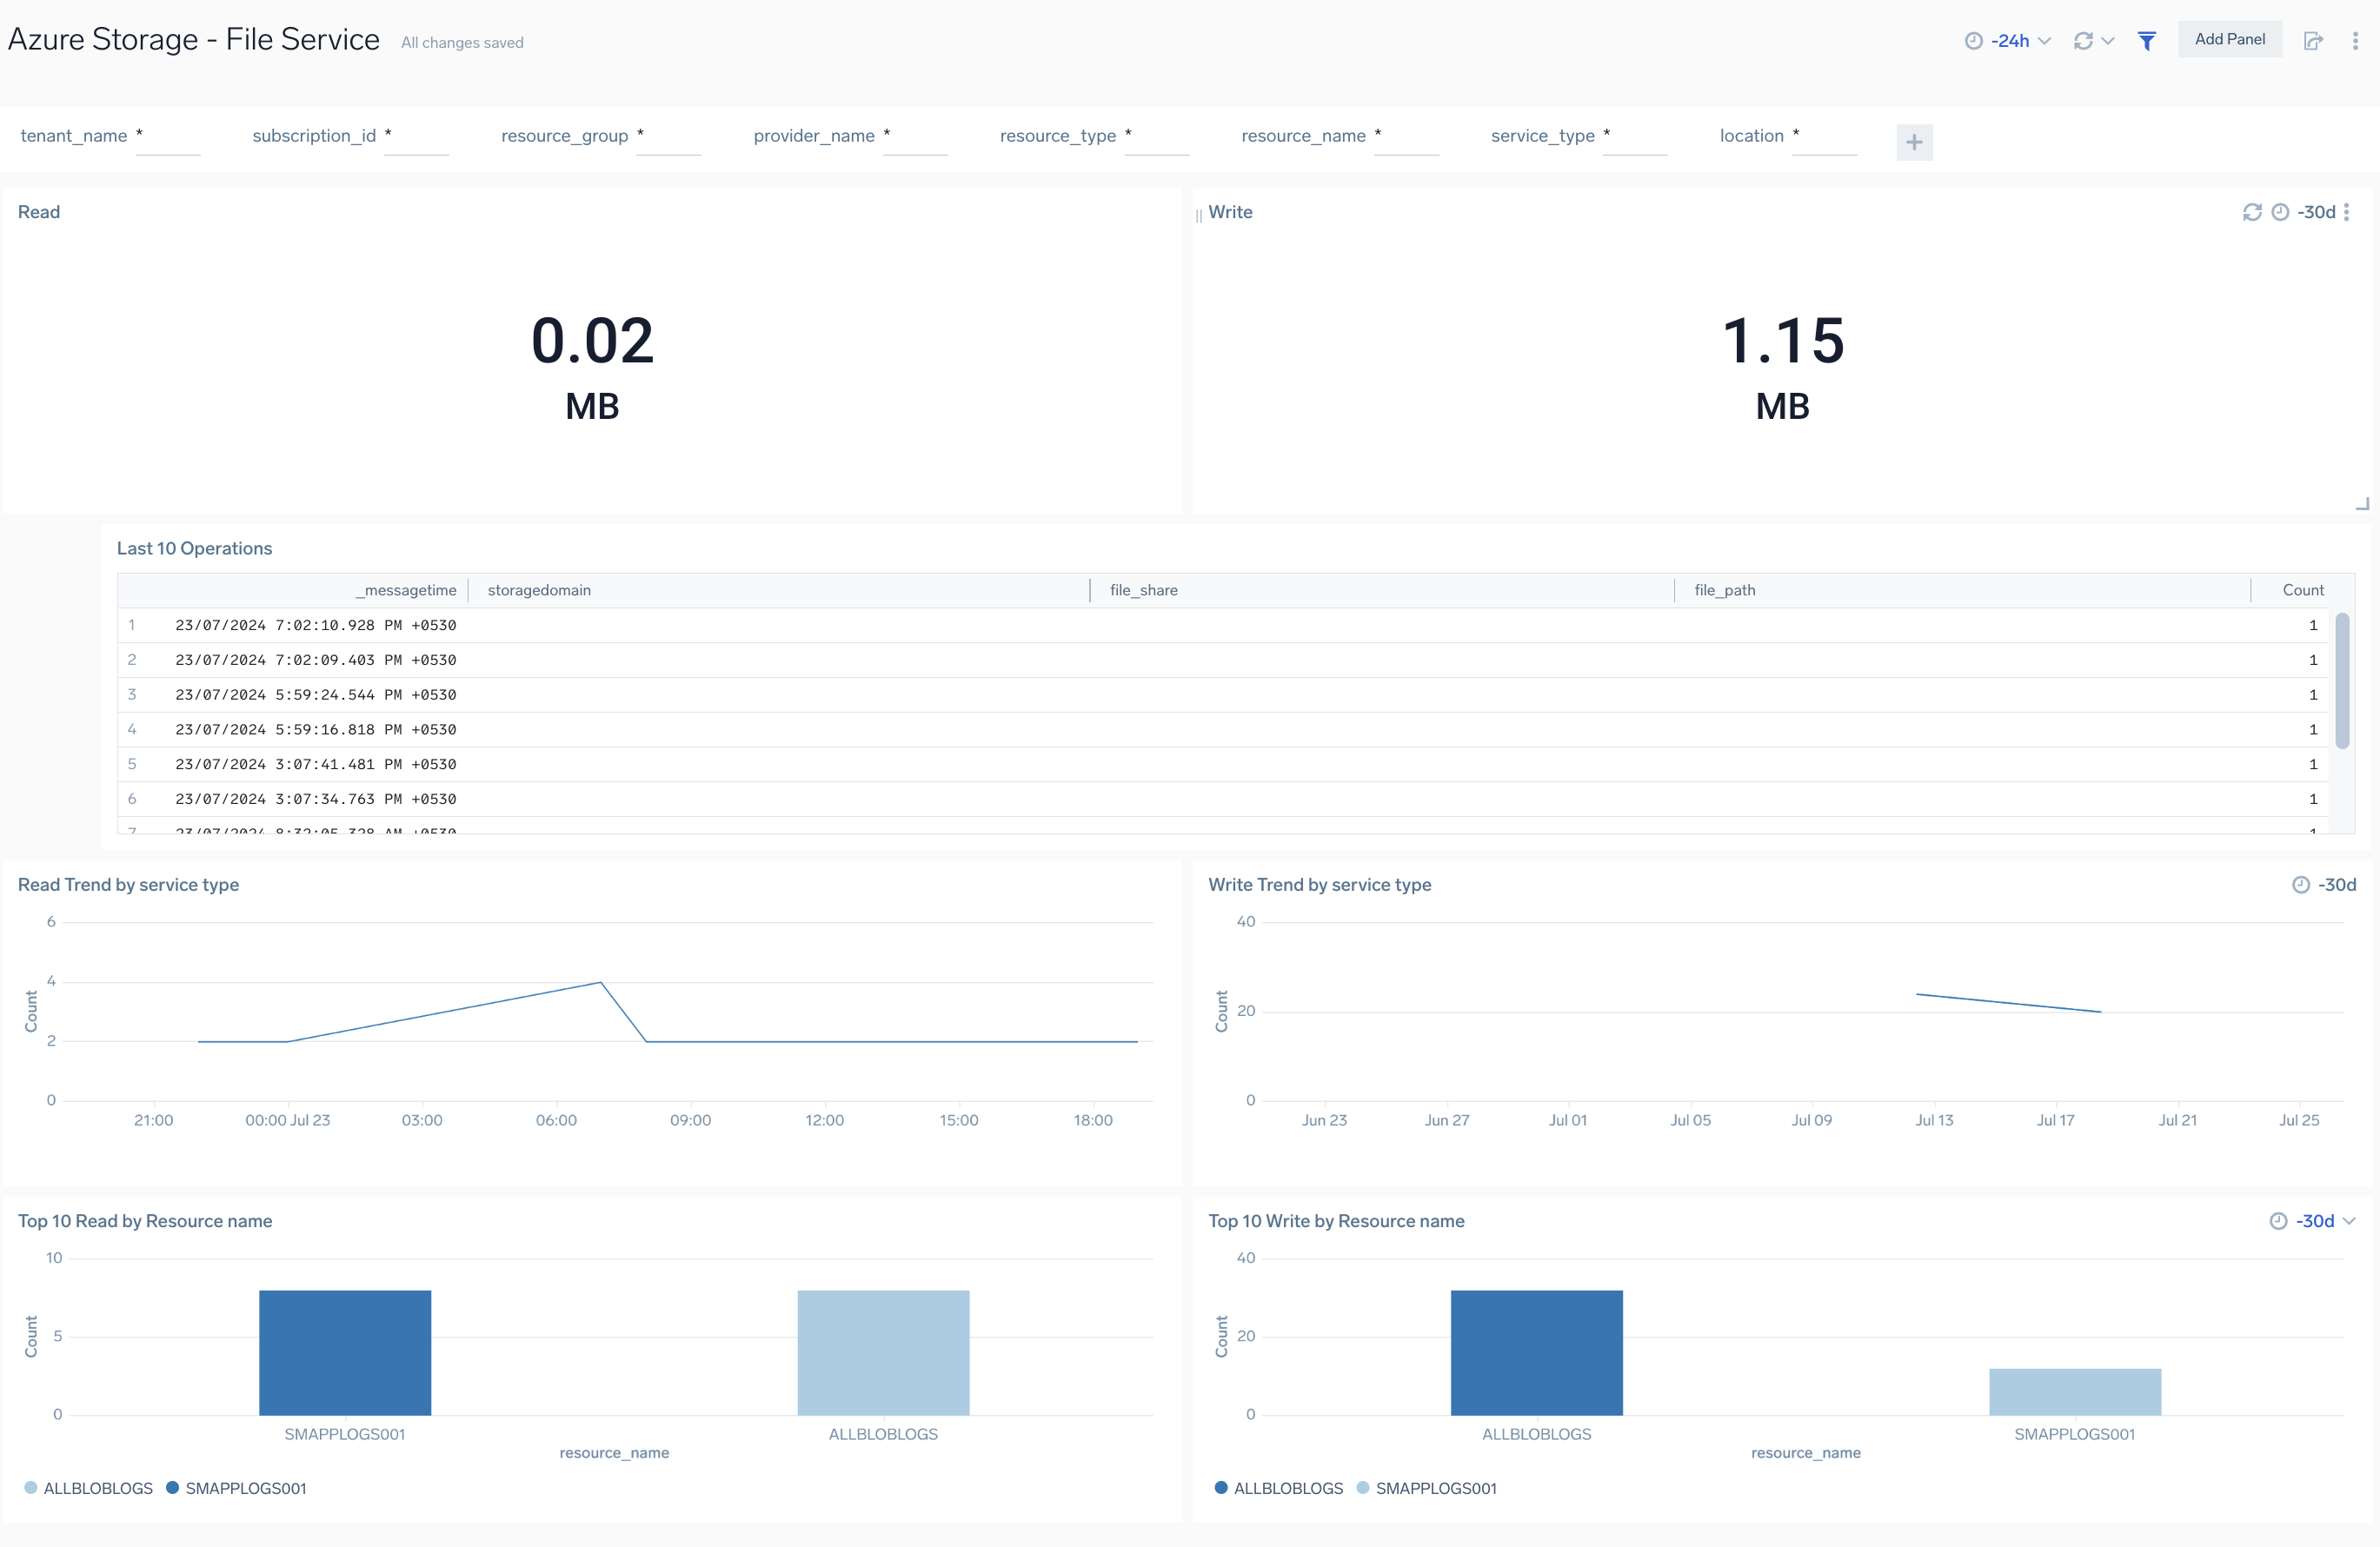 Azure Storage - File Service All changes saved -24h Add Panel
tenant_name * subscription_id * resource_group * provider_name * resource_type * resource_name * service_type * location * +
Read
0.02
MB
Write -30d
1.15
MB
Last 10 Operations
_messagetime storagedomain file_share file_path Count
1 23/07/2024 7:02:10.928 PM +0530 1
2 23/07/2024 7:02:09.403 PM +0530 1
3 23/07/2024 5:59:24.544 PM +0530 1
4 23/07/2024 5:59:16.818 PM +0530 1
5 23/07/2024 3:07:41.481 PM +0530 1
6 23/07/2024 3:07:34.763 PM +0530 1
7 23/07/2024 8:32:05.328 AM +0530 1
Read Trend by service type
Count
6
4
2
0
21:00 00:00 Jul 23 03:00 06:00 09:00 12:00 15:00 18:00
Write Trend by service type -30d
Count
40
20
0
Jun 23 Jun 27 Jul 01 Jul 05 Jul 09 Jul 13 Jul 17 Jul 21 Jul 25
Top 10 Read by Resource name
Count
10
5
0
SMAPPLOGS001 ALLBLOBLOGS
resource_name
ALLBLOBLOGS SMAPPLOGS001
Top 10 Write by Resource name -30d
Count
40
20
0
ALLBLOBLOGS SMAPPLOGS001
resource_name
ALLBLOBLOGS SMAPPLOGS001